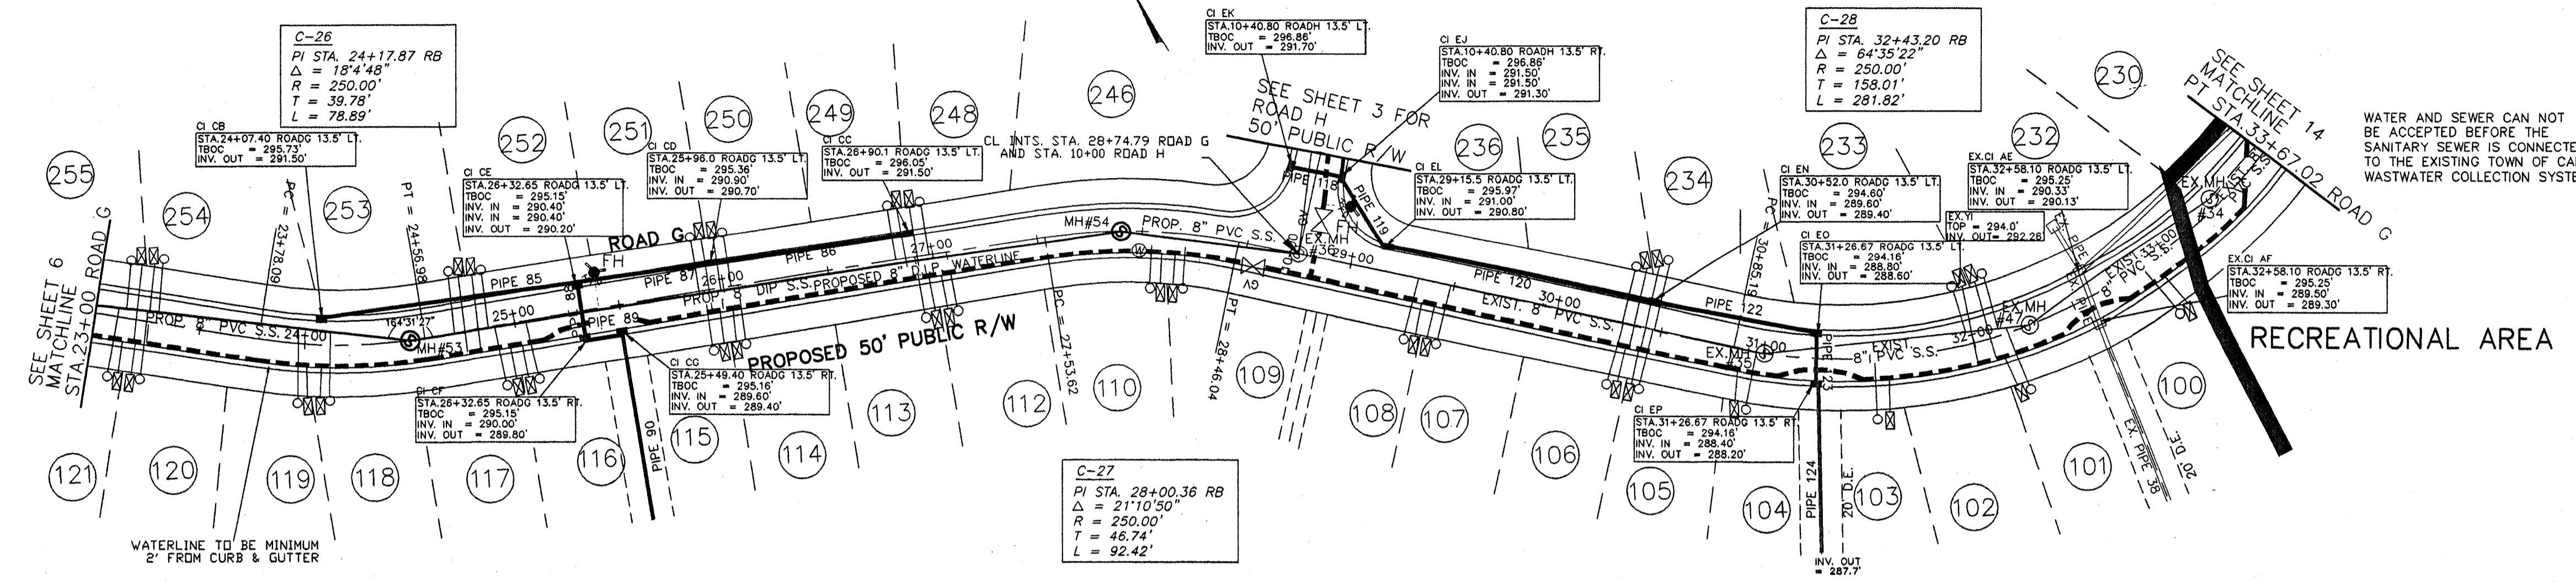 C-26
PI STA. 24+17.87 RB
Δ = 18°4'48"
R = 250.00'
T = 39.78'
L = 78.89'
CI CB
STA.24+07.40 ROADG 13.5' LT.
TBOC = 295.73'
INV. OUT = 291.50'
CI CE
STA.26+32.65 ROADG 13.5' LT.
TBOC = 295.15'
INV. IN = 290.40'
INV. IN = 290.40'
INV. OUT = 290.20'
CI CD
STA.25+96.0 ROADG 13.5' LT.
TBOC = 295.36'
INV. IN = 290.90'
INV. OUT = 290.70'
CI CC
STA.26+90.1 ROADG 13.5' LT.
TBOC = 296.05'
INV. OUT = 291.50'
CL INTS. STA. 28+74.79 ROAD G
AND STA. 10+00 ROAD H
CI EK
STA.10+40.80 ROADH 13.5' LT.
TBOC = 296.86'
INV. OUT = 291.70'
SEE SHEET 3 FOR
ROAD H
50' PUBLIC R/W
CI EJ
STA.10+40.80 ROADH 13.5' RT.
TBOC = 296.86'
INV. IN = 291.50'
INV. IN = 291.50'
INV. OUT = 291.30'
CI EL
STA.29+15.5 ROADG 13.5' LT.
TBOC = 295.97'
INV. IN = 291.00'
INV. OUT = 290.80'
C-28
PI STA. 32+43.20 RB
Δ = 64°35'22"
R = 250.00'
T = 158.01'
L = 281.82'
CI EN
STA.30+52.0 ROADG 13.5' LT.
TBOC = 294.60'
INV. IN = 289.60'
INV. OUT = 289.40'
CI EO
STA.31+26.67 ROADG 13.5' LT.
TBOC = 294.16'
INV. IN = 288.80'
INV. OUT = 288.60'
EX.CI AE
STA.32+58.10 ROADG 13.5' LT.
TBOC = 295.25'
INV. IN = 290.33'
INV. OUT = 290.13'
EX.YI
TOP = 294.0'
INV OUT= 292.26'
SEE SHEET 14
MATCHLINE
PT STA.33+67.02 ROAD G
WATER AND SEWER CAN NOT
BE ACCEPTED BEFORE THE
SANITARY SEWER IS CONNECTE
TO THE EXISTING TOWN OF CA
WASTWATER COLLECTION SYSTE
EX.CI AF
STA.32+58.10 ROADG 13.5' RT.
TBOC = 295.25'
INV. IN = 289.50'
INV. OUT = 289.30'
RECREATIONAL AREA
255
254
253
252
251
250
249
248
246
236
235
234
233
232
230
SEE SHEET 6
MATCHLINE
STA.23+00 ROAD G
PC = 23+78.09
PT = 24+56.98
PROP. 8" PVC S.S.
24+00
164°31'27"
MH#53
25+00
PIPE 85
FH
ROAD G
PIPE 87
26+00
PIPE 86
27+00
PIPE 88
PIPE 89
PROP. 8" DIP S.S.
PROPOSED 8" D.I.P. WATERLINE
PROPOSED 50' PUBLIC R/W
MH#54
W
PROP. 8" PVC S.S.
PC = 27+53.62
PT = 28+46.04
GV
EX.MH
#36
29+00
PIPE 118
PIPE 119
FH
PIPE 120
30+00
EXIST. 8" PVC S.S.
PIPE 122
PC = 30+85.19
31+00
EX.MH
#35
EXIST.
8" PVC S.S.
32+00
EX.MH
#47
EXIST.
8" PVC S.S.
33+00
EX.MH
#34
CI CF
STA.26+32.65 ROADG 13.5' RT.
TBOC = 295.15'
INV. IN = 290.00'
INV. OUT = 289.80'
CI CG
STA.25+49.40 ROADG 13.5' RT.
TBOC = 295.16'
INV. IN = 289.60'
INV. OUT = 289.40'
PIPE 90
C-27
PI STA. 28+00.36 RB
Δ = 21°10'50"
R = 250.00'
T = 46.74'
L = 92.42'
CI EP
STA.31+26.67 ROADG 13.5' RT.
TBOC = 294.16'
INV. IN = 288.40'
INV. OUT = 288.20'
PIPE 124
20' D.E.
INV. OUT
= 287.7'
EX. PIPE 38
20' D.E.
121
120
119
118
117
116
115
114
113
112
110
109
108
107
106
105
104
103
102
101
100
WATERLINE TO BE MINIMUM
2' FROM CURB & GUTTER